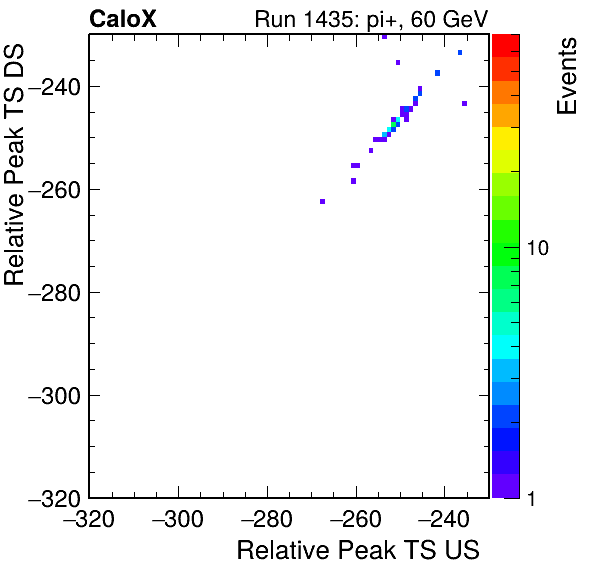 CaloX Run 1435: pi+, 60 GeV
Events
Relative Peak TS DS
−240
−260
−280
−300
−320
10
1
−320 −300 −280 −260 −240
Relative Peak TS US